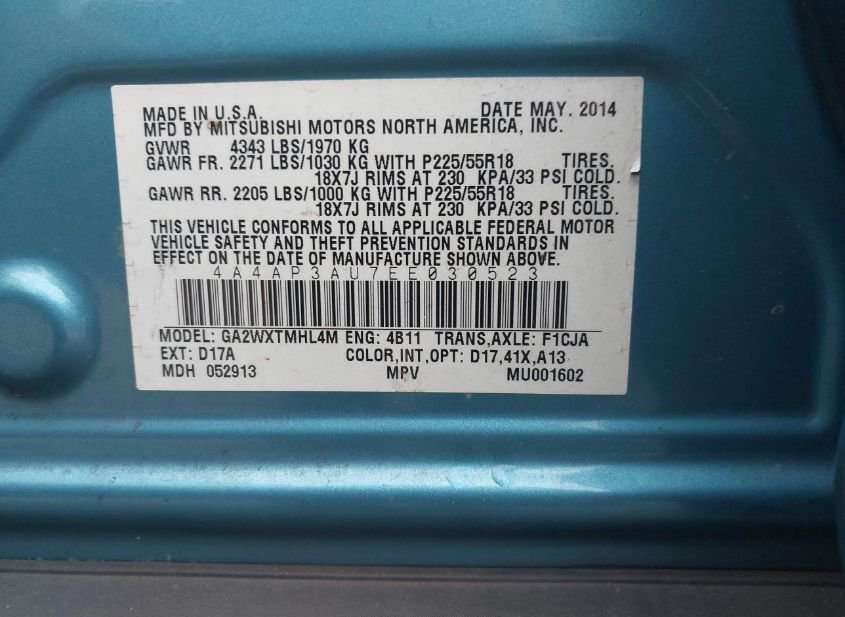 MADE IN U.S.A. DATE MAY. 2014
MFD BY MITSUBISHI MOTORS NORTH AMERICA, INC.
GVWR 4343 LBS/1970 KG
GAWR FR. 2271 LBS/1030 KG WITH P225/55R18 TIRES.
18X7J RIMS AT 230 KPA/33 PSI COLD.
GAWR RR. 2205 LBS/1000 KG WITH P225/55R18 TIRES.
18X7J RIMS AT 230 KPA/33 PSI COLD.
THIS VEHICLE CONFORMS TO ALL APPLICABLE FEDERAL MOTOR
VEHICLE SAFETY AND THEFT PREVENTION STANDARDS IN
EFFECT ON THE DATE OF MANUFACTURE SHOWN ABOVE.
4A4AP3AU7EE030523
MODEL: GA2WXTMHL4M ENG: 4B11 TRANS,AXLE: F1CJA
EXT: D17A COLOR,INT,OPT: D17,41X,A13
MDH 052913 MPV MU001602